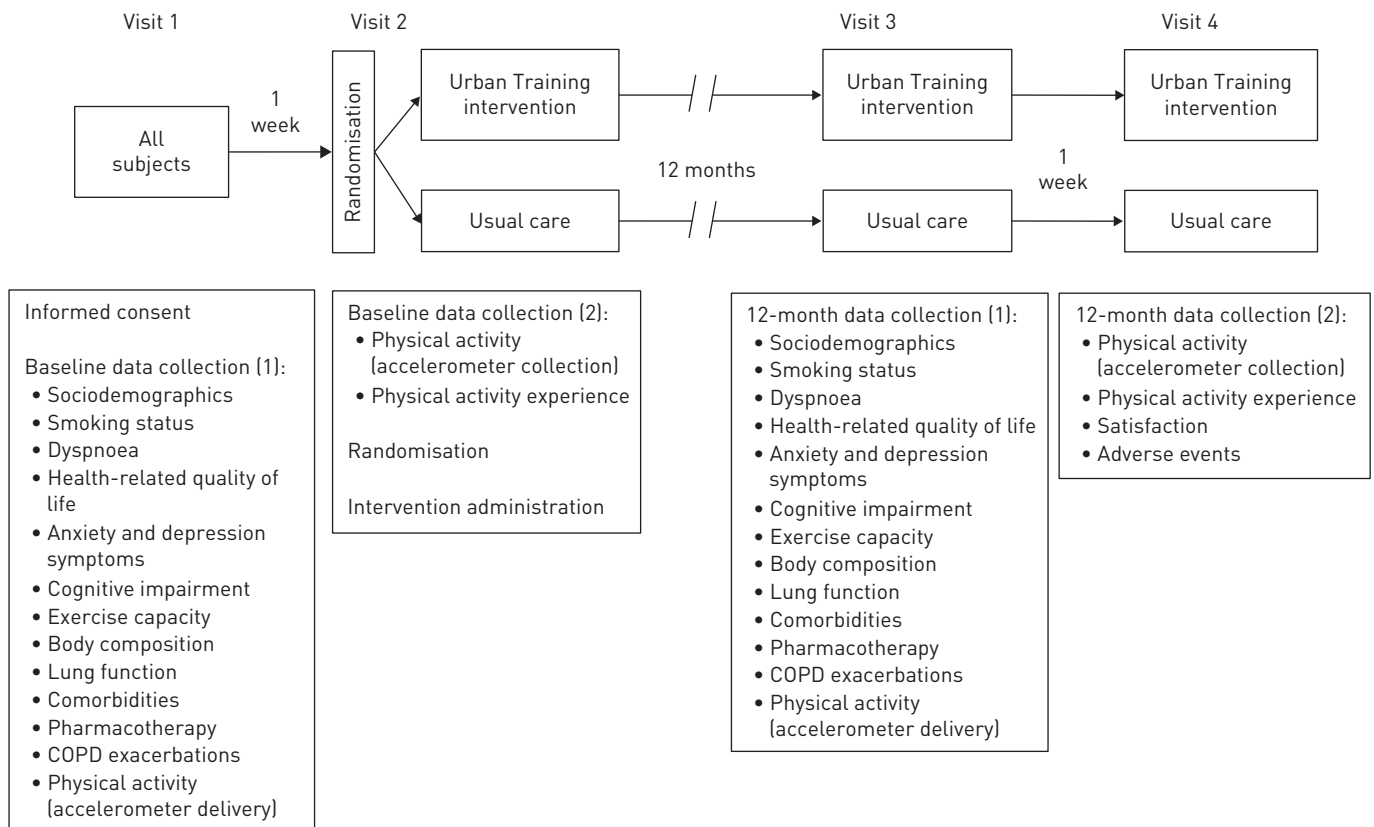 Visit 1
Visit 2
Visit 3
Visit 4
All
subjects
1
week
Randomisation
Urban Training
intervention
Usual care
12 months
Urban Training
intervention
Usual care
1
week
Urban Training
intervention
Usual care
Informed consent
Baseline data collection (1):
• Sociodemographics
• Smoking status
• Dyspnoea
• Health-related quality of
life
• Anxiety and depression
symptoms
• Cognitive impairment
• Exercise capacity
• Body composition
• Lung function
• Comorbidities
• Pharmacotherapy
• COPD exacerbations
• Physical activity
(accelerometer delivery)
Baseline data collection (2):
• Physical activity
(accelerometer collection)
• Physical activity experience
Randomisation
Intervention administration
12-month data collection (1):
• Sociodemographics
• Smoking status
• Dyspnoea
• Health-related quality of life
• Anxiety and depression
symptoms
• Cognitive impairment
• Exercise capacity
• Body composition
• Lung function
• Comorbidities
• Pharmacotherapy
• COPD exacerbations
• Physical activity
(accelerometer delivery)
12-month data collection (2):
• Physical activity
(accelerometer collection)
• Physical activity experience
• Satisfaction
• Adverse events